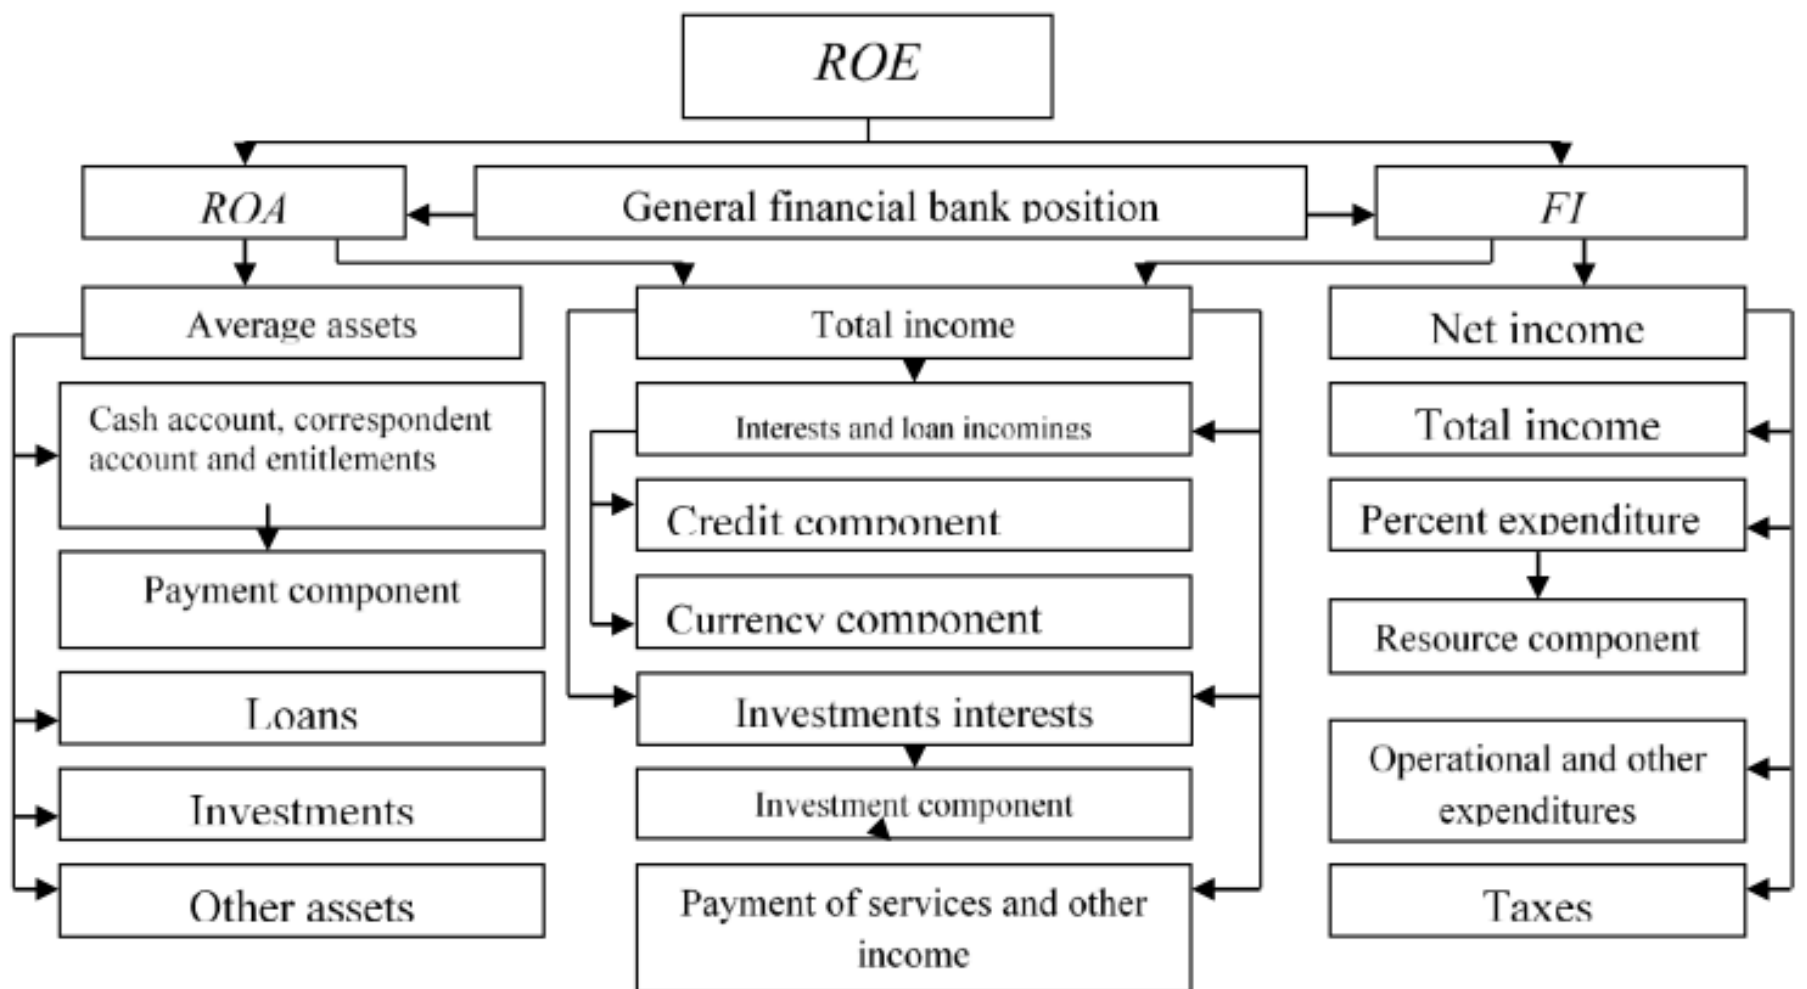 ROE
ROA
General financial bank position
FI
Average assets
Total income
Net income
Cash account, correspondent
account and entitlements
Interests and loan incomings
Total income
Credit component
Percent expenditure
Payment component
Currency component
Resource component
Loans
Investments interests
Operational and other
expenditures
Investments
Investment component
Other assets
Payment of services and other
income
Taxes